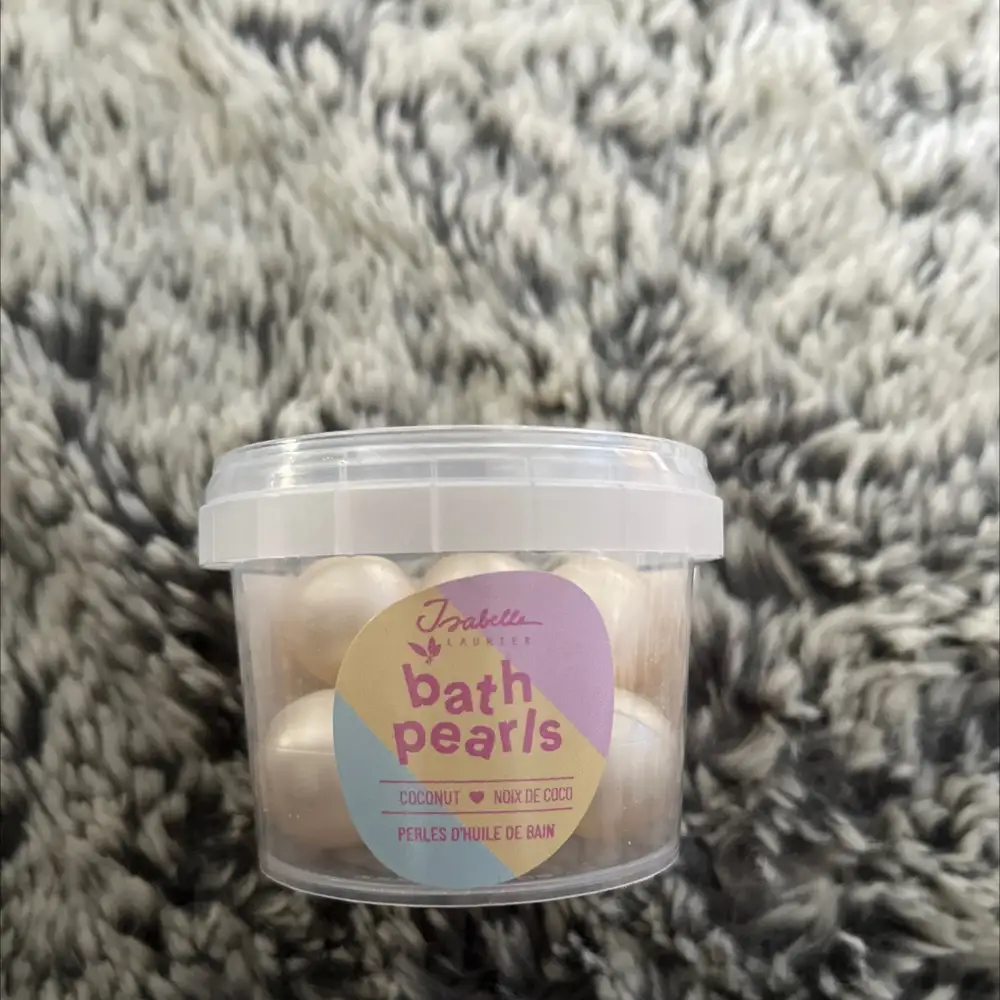 Isabelle
LAURIER
bath
pearls
COCONUT ♥ NOIX DE COCO
PERLES D'HUILE DE BAIN